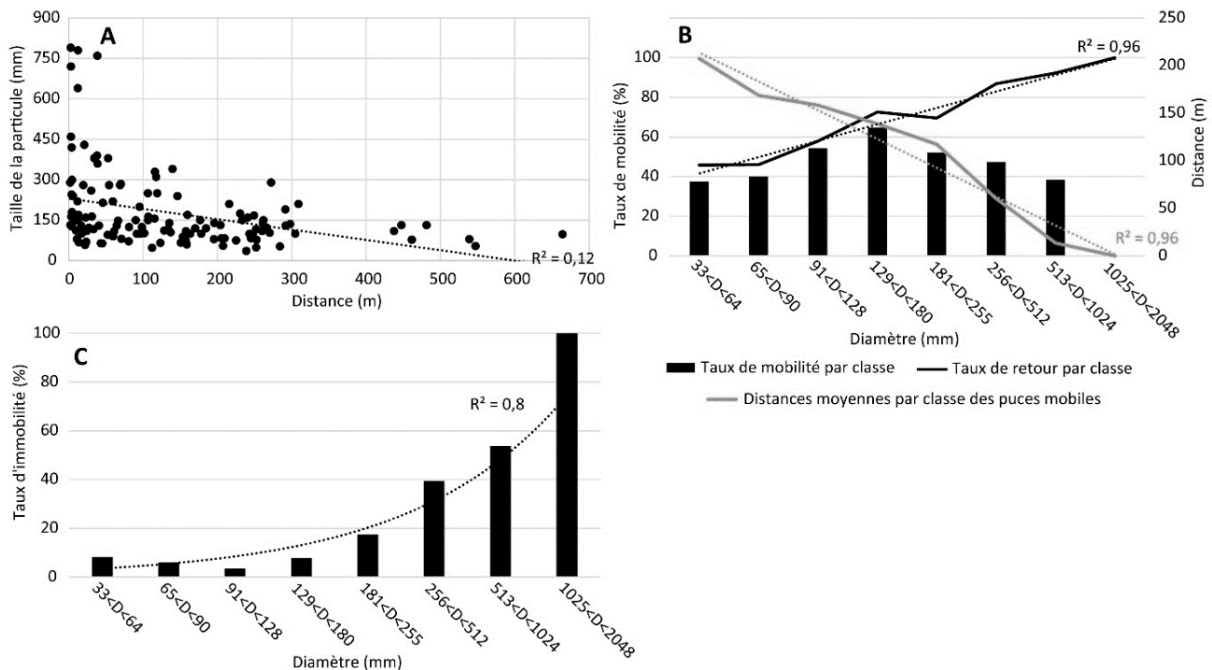 A
Taille de la particule (mm)
900
750
600
450
300
150
0
R² = 0,12
0 100 200 300 400 500 600 700
Distance (m)
B
Taux de mobilité (%)
100
80
60
40
20
0
R² = 0,96
R² = 0,96
250
200
150
100
50
0
Distance (m)
33<D<64
65<D<90
91<D<128
129<D<180
181<D<255
256<D<512
513<D<1024
1025<D<2048
Diamètre (mm)
Taux de mobilité par classe
Taux de retour par classe
Distances moyennes par classe des puces mobiles
C
Taux d'immobilité (%)
100
80
60
40
20
0
R² = 0,8
33<D<64
65<D<90
91<D<128
129<D<180
181<D<255
256<D<512
513<D<1024
1025<D<2048
Diamètre (mm)